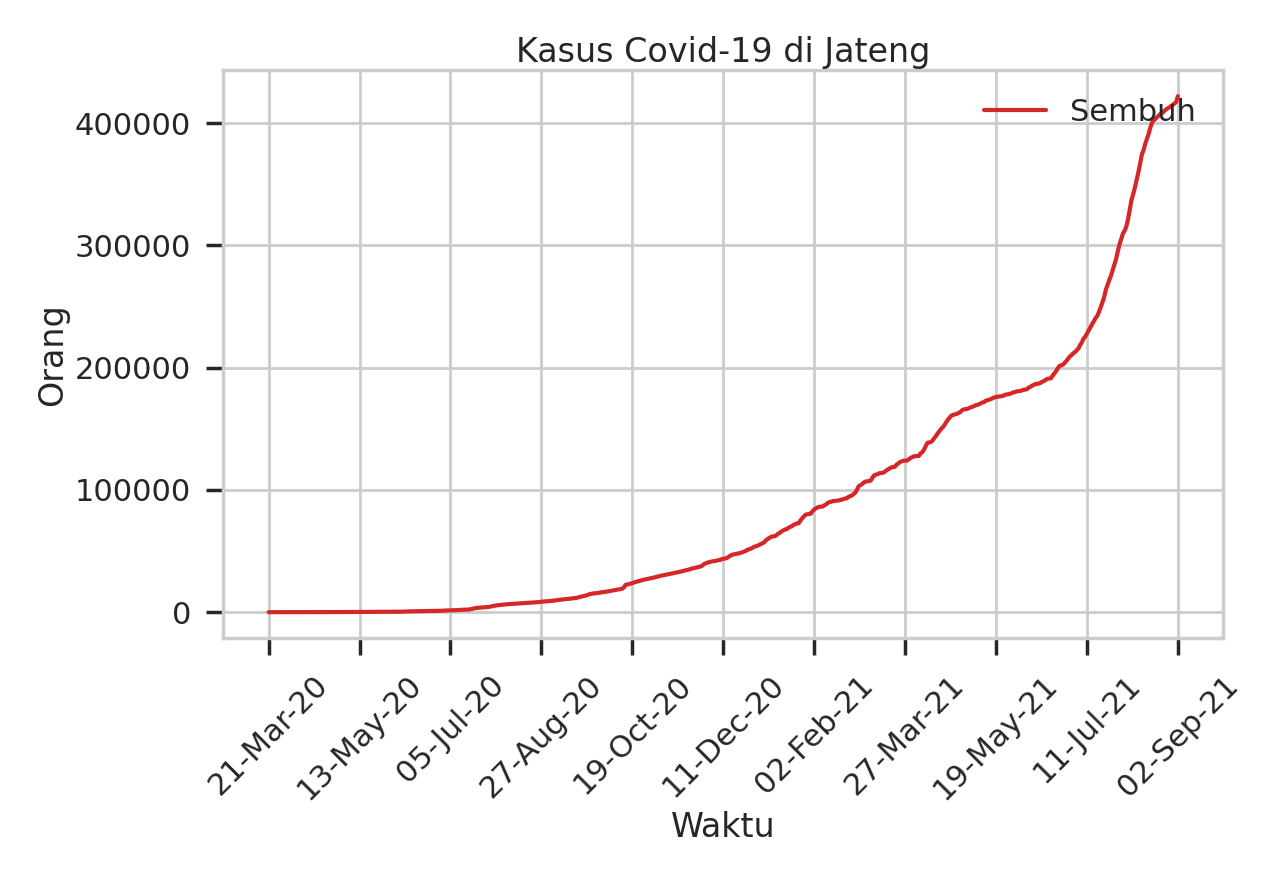 Kasus Covid-19 di Jateng
Sembuh
400000
300000
200000
100000
0
Orang
21-Mar-20
13-May-20
05-Jul-20
27-Aug-20
19-Oct-20
11-Dec-20
02-Feb-21
27-Mar-21
19-May-21
11-Jul-21
02-Sep-21
Waktu